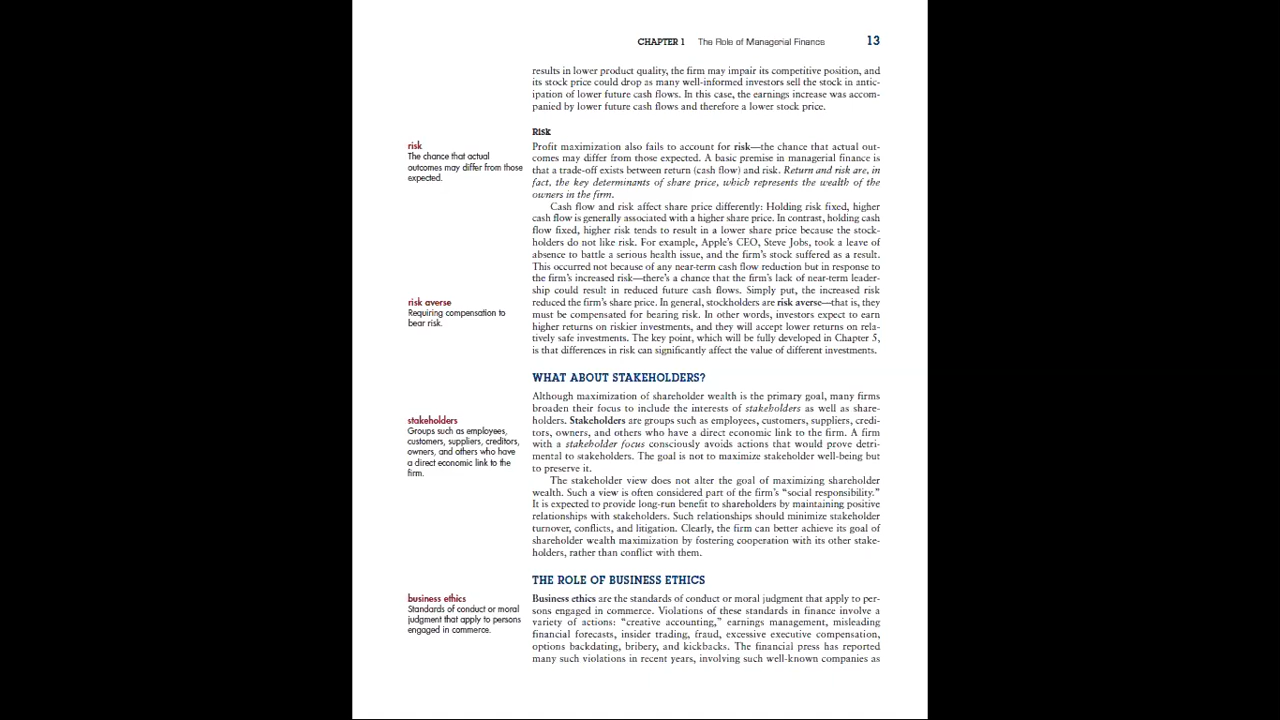 CHAPTER 1 The Role of Managerial Finance 13
results in lower product quality, the firm may impair its competitive position, and
its stock price could drop as many well-informed investors sell the stock in antic-
ipation of lower future cash flows. In this case, the earnings increase was accom-
panied by lower future cash flows and therefore a lower stock price.
Risk
risk
The chance that actual
outcomes may differ from those
expected.
Profit maximization also fails to account for risk—the chance that actual out-
comes may differ from those expected. A basic premise in managerial finance is
that a trade-off exists between return (cash flow) and risk. Return and risk are, in
fact, the key determinants of share price, which represents the wealth of the
owners in the firm.
Cash flow and risk affect share price differently: Holding risk fixed, higher
cash flow is generally associated with a higher share price. In contrast, holding cash
flow fixed, higher risk tends to result in a lower share price because the stock-
holders do not like risk. For example, Apple's CEO, Steve Jobs, took a leave of
absence to battle a serious health issue, and the firm's stock suffered as a result.
This occurred not because of any near-term cash flow reduction but in response to
the firm's increased risk—there's a chance that the firm's lack of near-term leader-
ship could result in reduced future cash flows. Simply put, the increased risk
reduced the firm's share price. In general, stockholders are risk averse—that is, they
must be compensated for bearing risk. In other words, investors expect to earn
higher returns on riskier investments, and they will accept lower returns on rela-
tively safe investments. The key point, which will be fully developed in Chapter 5,
is that differences in risk can significantly affect the value of different investments.
risk averse
Requiring compensation to
bear risk.
WHAT ABOUT STAKEHOLDERS?
Although maximization of shareholder wealth is the primary goal, many firms
broaden their focus to include the interests of stakeholders as well as share-
holders. Stakeholders are groups such as employees, customers, suppliers, credi-
tors, owners, and others who have a direct economic link to the firm. A firm
with a stakeholder focus consciously avoids actions that would prove detri-
mental to stakeholders. The goal is not to maximize stakeholder well-being but
to preserve it.
stakeholders
Groups such as employees,
customers, suppliers, creditors,
owners, and others who have
a direct economic link to the
firm.
The stakeholder view does not alter the goal of maximizing shareholder
wealth. Such a view is often considered part of the firm's “social responsibility.”
It is expected to provide long-run benefit to shareholders by maintaining positive
relationships with stakeholders. Such relationships should minimize stakeholder
turnover, conflicts, and litigation. Clearly, the firm can better achieve its goal of
shareholder wealth maximization by fostering cooperation with its other stake-
holders, rather than conflict with them.
THE ROLE OF BUSINESS ETHICS
business ethics
Standards of conduct or moral
judgment that apply to persons
engaged in commerce.
Business ethics are the standards of conduct or moral judgment that apply to per-
sons engaged in commerce. Violations of these standards in finance involve a
variety of actions: “creative accounting,” earnings management, misleading
financial forecasts, insider trading, fraud, excessive executive compensation,
options backdating, bribery, and kickbacks. The financial press has reported
many such violations in recent years, involving such well-known companies as